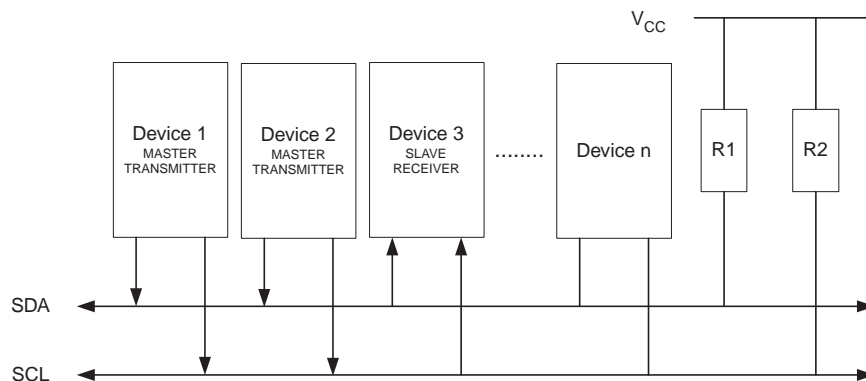 VCC
Device 1
MASTER
TRANSMITTER
Device 2
MASTER
TRANSMITTER
Device 3
SLAVE
RECEIVER
........
Device n
R1
R2
SDA
SCL